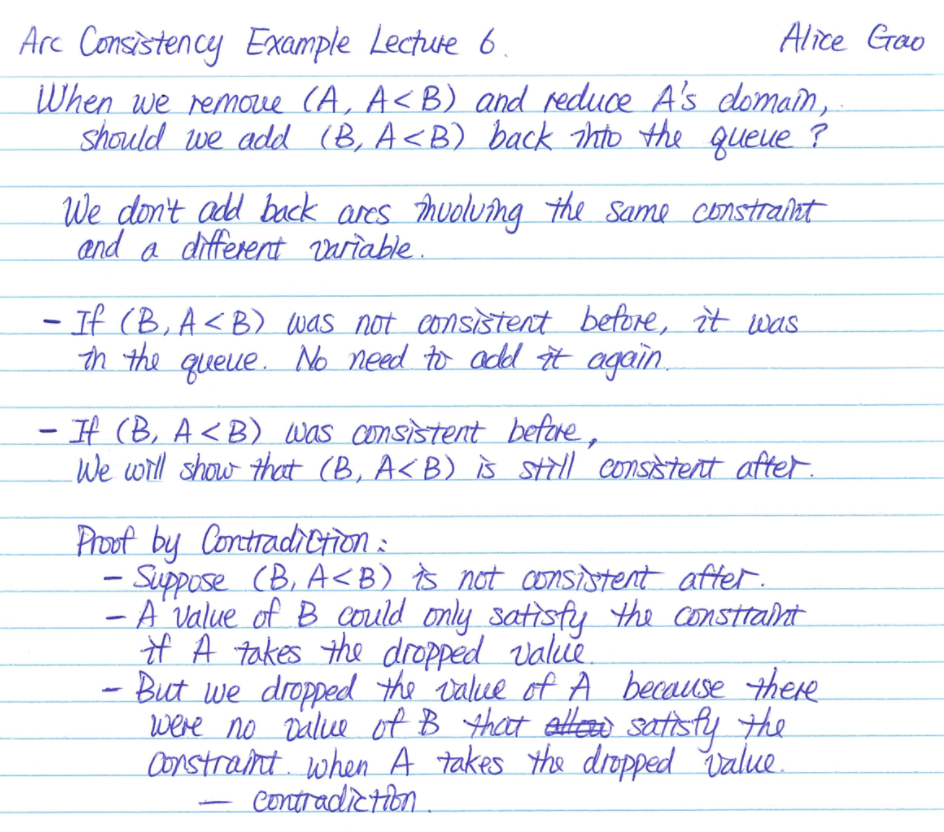 Arc Consistency Example Lecture 6. Alice Gao
When we remove (A, A<B) and reduce A's domain,
should we add (B, A<B) back into the queue?
We don't add back arcs involving the same constraint
and a different variable.
- If (B, A<B) was not consistent before, it was
in the queue. No need to add it again.
- If (B, A<B) was consistent before,
We will show that (B, A<B) is still consistent after.
Proof by Contradiction:
- Suppose (B, A<B) is not consistent after.
- A value of B could only satisfy the constraint
if A takes the dropped value.
- But we dropped the value of A because there
were no value of B that allow satisfy the
constraint. when A takes the dropped value.
- contradiction.